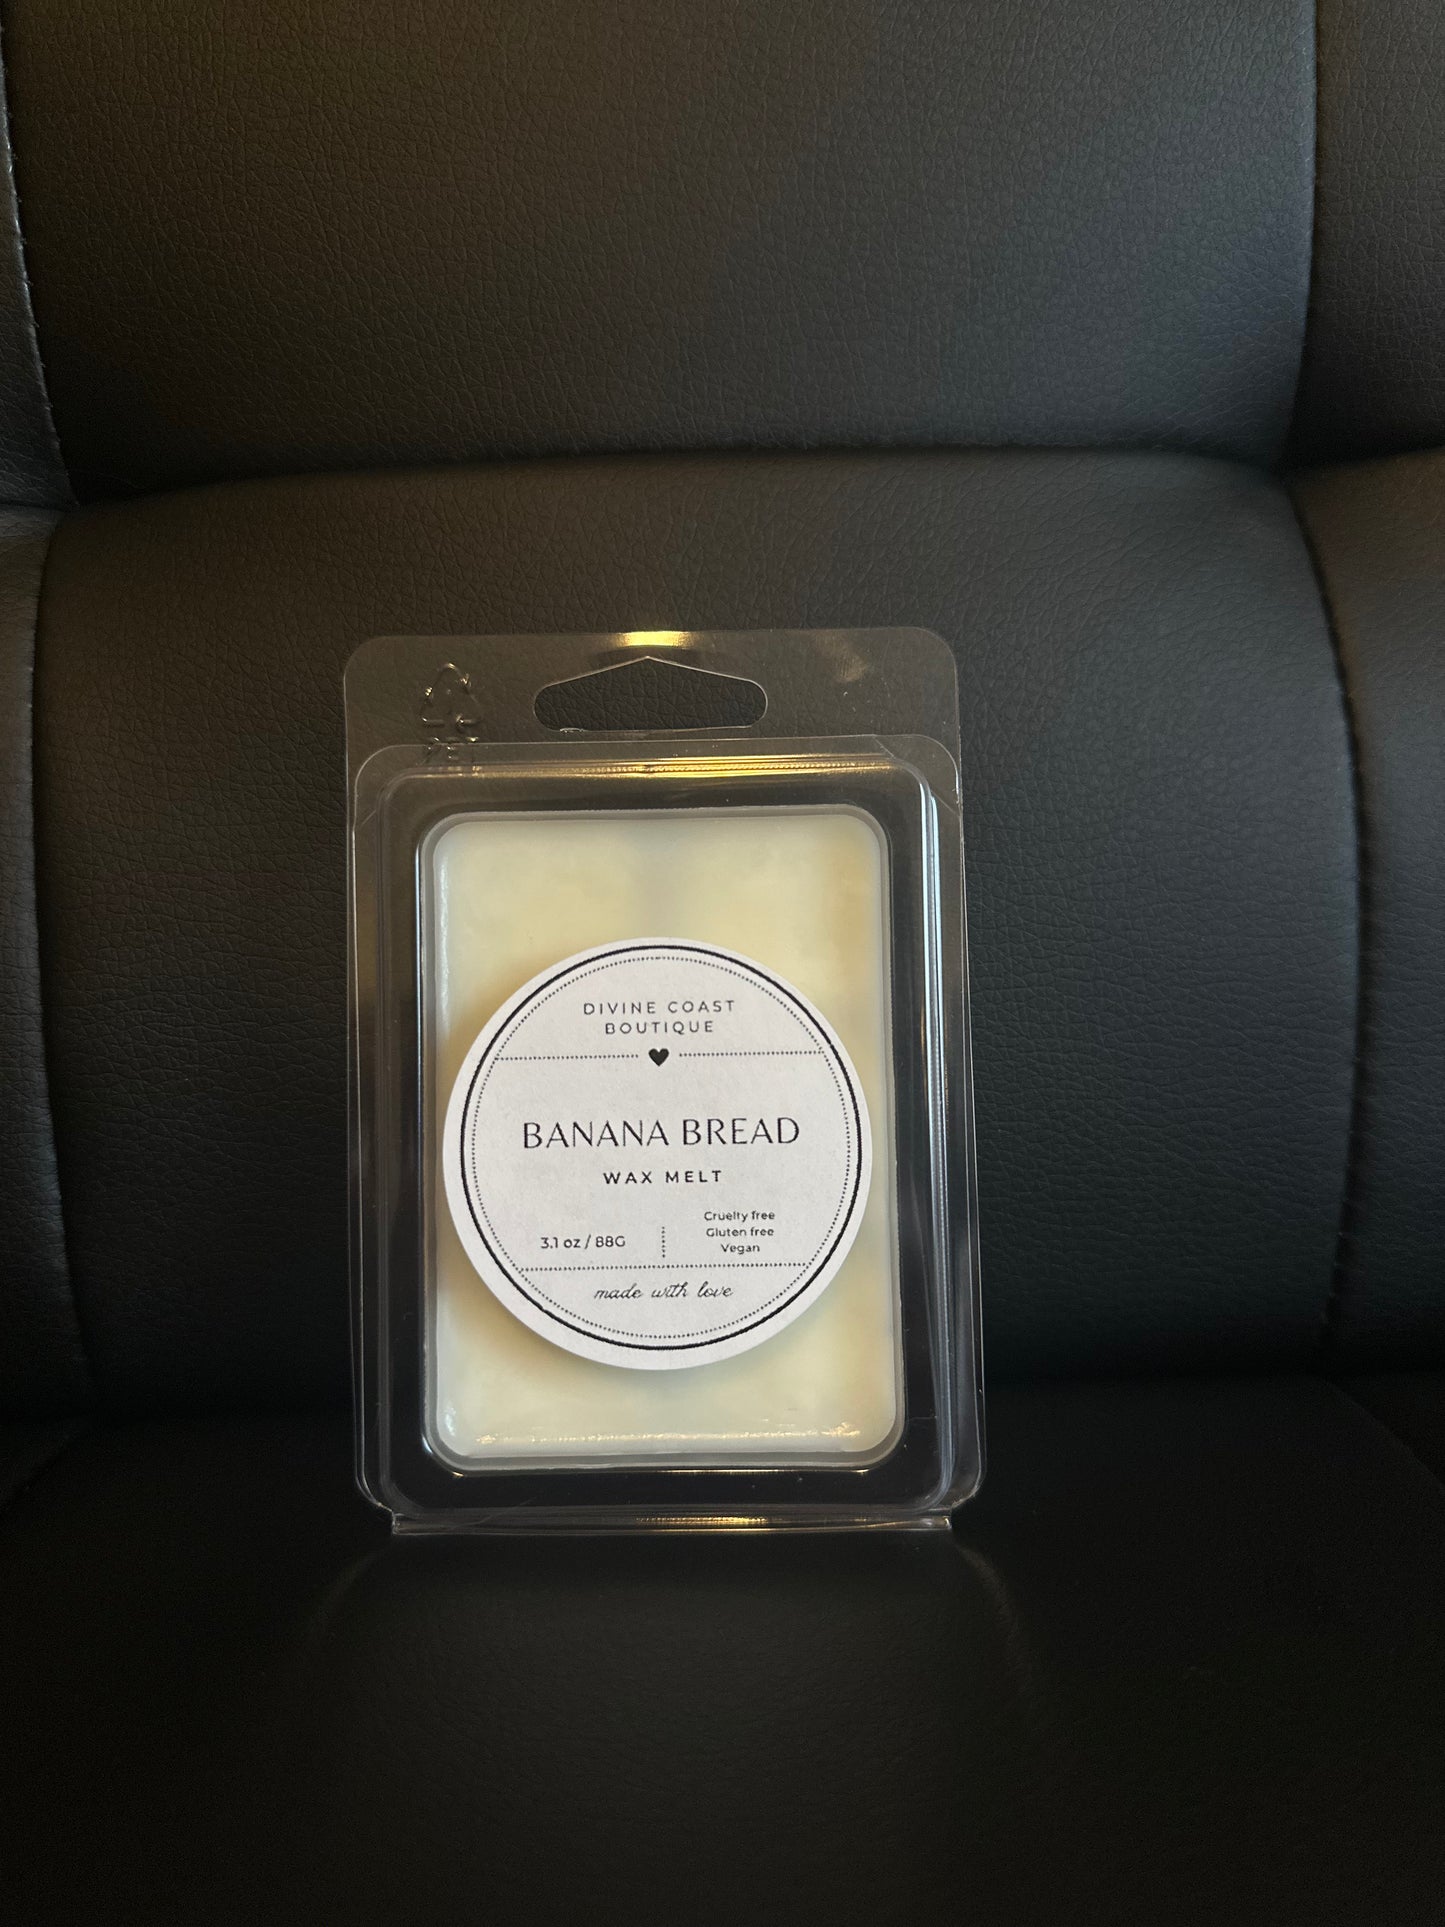 DIVINE COAST
BOUTIQUE
BANANA BREAD
WAX MELT
3.1 oz / 88G
Cruelty free
Gluten free
Vegan
made with love